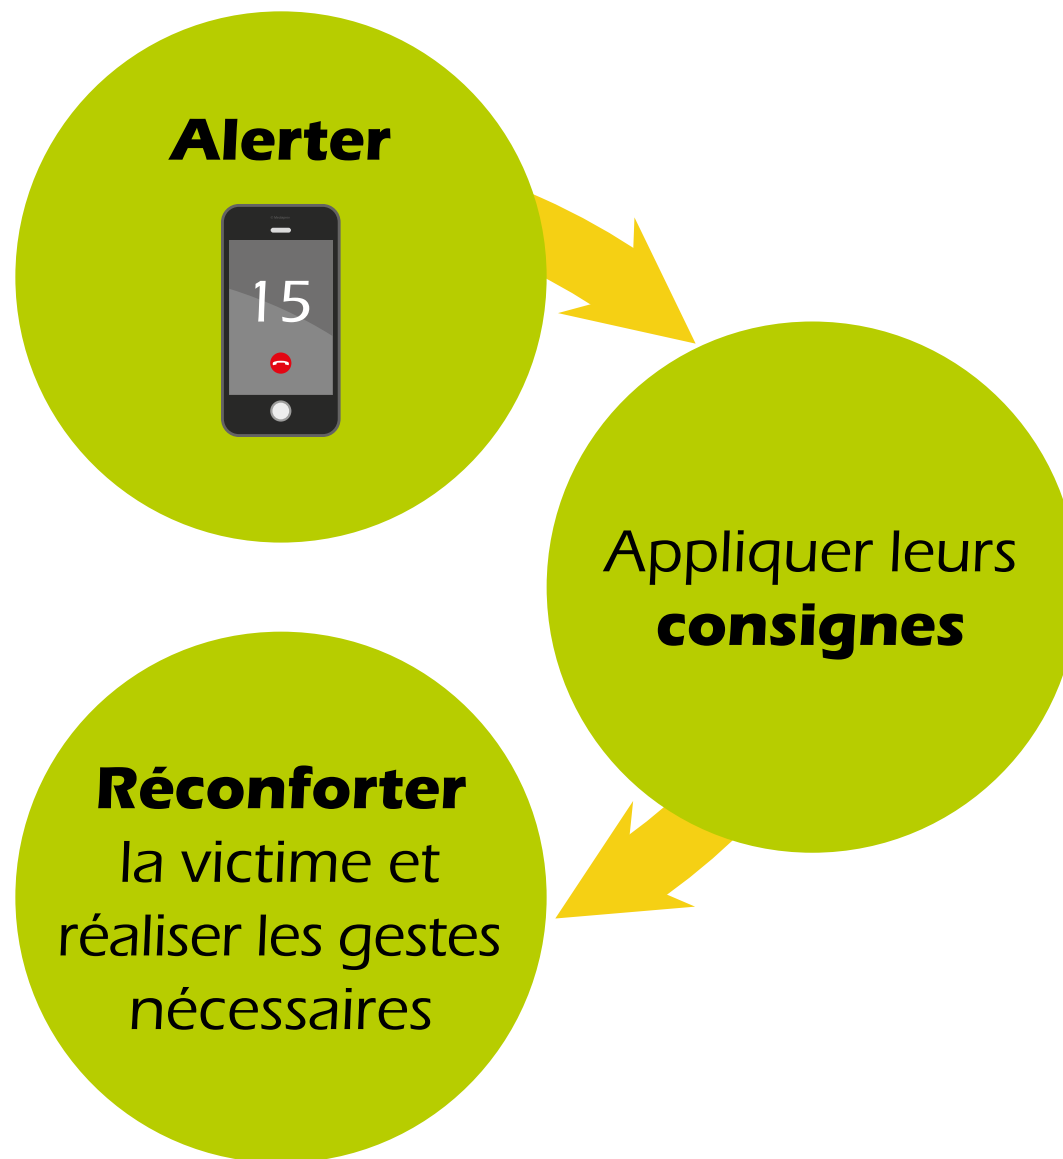 Alerter
15
Appliquer leurs
consignes
Réconforter
la victime et
réaliser les gestes
nécessaires